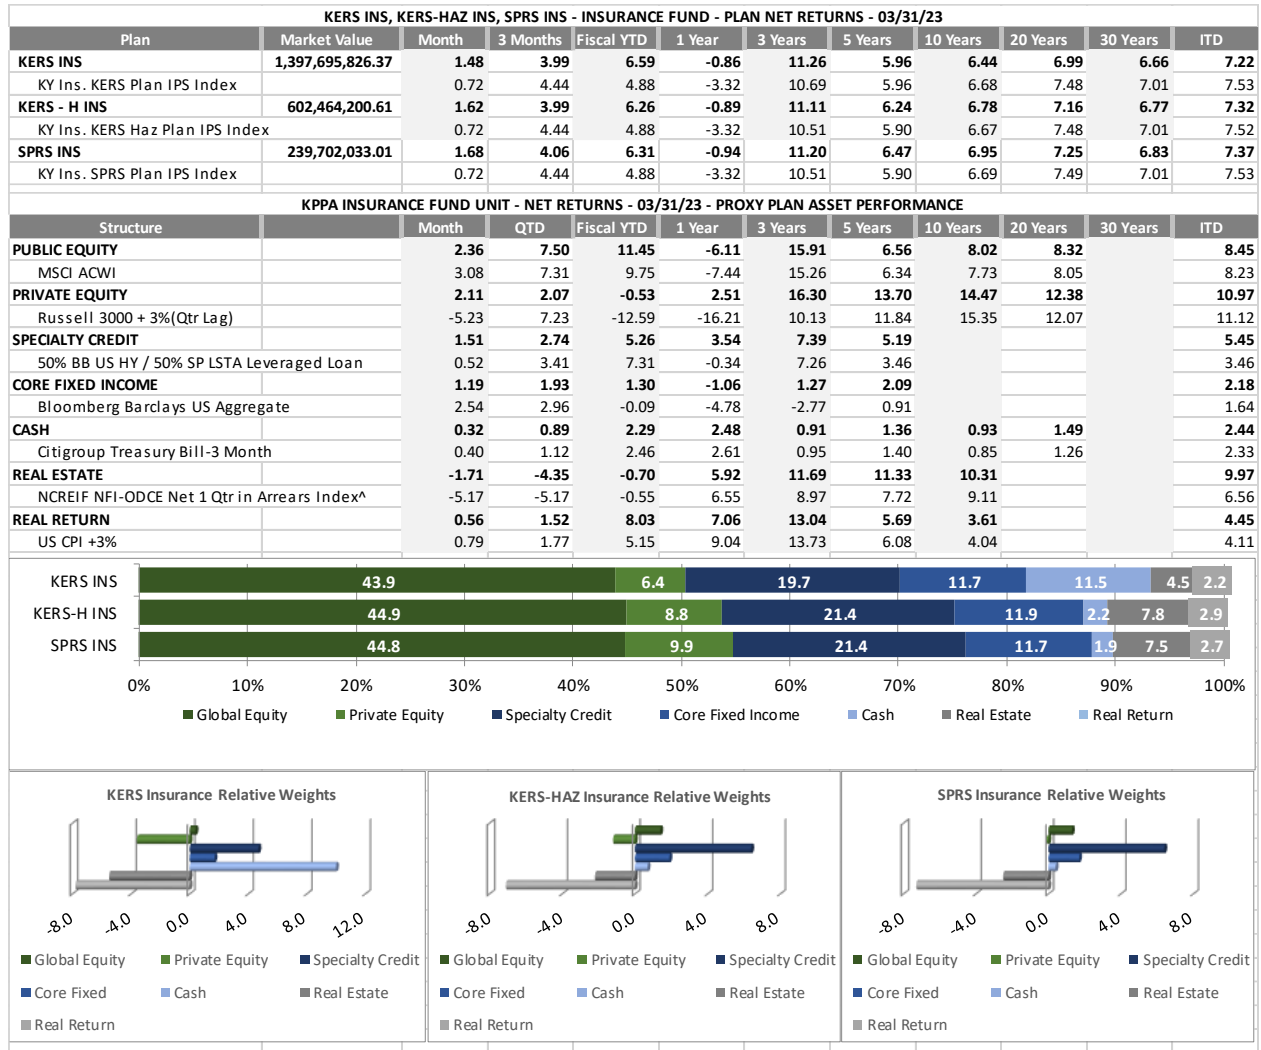 KERS INS, KERS-HAZ INS, SPRS INS - INSURANCE FUND - PLAN NET RETURNS - 03/31/23
Plan Market Value Month 3 Months Fiscal YTD 1 Year 3 Years 5 Years 10 Years 20 Years 30 Years ITD
KERS INS 1,397,695,826.37 1.48 3.99 6.59 -0.86 11.26 5.96 6.44 6.99 6.66 7.22
KY Ins. KERS Plan IPS Index 0.72 4.44 4.88 -3.32 10.69 5.96 6.68 7.48 7.01 7.53
KERS - H INS 602,464,200.61 1.62 3.99 6.26 -0.89 11.11 6.24 6.78 7.16 6.77 7.32
KY Ins. KERS Haz Plan IPS Index 0.72 4.44 4.88 -3.32 10.51 5.90 6.67 7.48 7.01 7.52
SPRS INS 239,702,033.01 1.68 4.06 6.31 -0.94 11.20 6.47 6.95 7.25 6.83 7.37
KY Ins. SPRS Plan IPS Index 0.72 4.44 4.88 -3.32 10.51 5.90 6.69 7.49 7.01 7.53
KPPA INSURANCE FUND UNIT - NET RETURNS - 03/31/23 - PROXY PLAN ASSET PERFORMANCE
Structure Month QTD Fiscal YTD 1 Year 3 Years 5 Years 10 Years 20 Years 30 Years ITD
PUBLIC EQUITY 2.36 7.50 11.45 -6.11 15.91 6.56 8.02 8.32 8.45
MSCI ACWI 3.08 7.31 9.75 -7.44 15.26 6.34 7.73 8.05 8.23
PRIVATE EQUITY 2.11 2.07 -0.53 2.51 16.30 13.70 14.47 12.38 10.97
Russell 3000 + 3%(Qtr Lag) -5.23 7.23 -12.59 -16.21 10.13 11.84 15.35 12.07 11.12
SPECIALTY CREDIT 1.51 2.74 5.26 3.54 7.39 5.19 5.45
50% BB US HY / 50% SP LSTA Leveraged Loan 0.52 3.41 7.31 -0.34 7.26 3.46 3.46
CORE FIXED INCOME 1.19 1.93 1.30 -1.06 1.27 2.09 2.18
Bloomberg Barclays US Aggregate 2.54 2.96 -0.09 -4.78 -2.77 0.91 1.64
CASH 0.32 0.89 2.29 2.48 0.91 1.36 0.93 1.49 2.44
Citigroup Treasury Bill-3 Month 0.40 1.12 2.46 2.61 0.95 1.40 0.85 1.26 2.33
REAL ESTATE -1.71 -4.35 -0.70 5.92 11.69 11.33 10.31 9.97
NCREIF NFI-ODCE Net 1 Qtr in Arrears Index^ -5.17 -5.17 -0.55 6.55 8.97 7.72 9.11 6.56
REAL RETURN 0.56 1.52 8.03 7.06 13.04 5.69 3.61 4.45
US CPI +3% 0.79 1.77 5.15 9.04 13.73 6.08 4.04 4.11
KERS INS 43.9 6.4 19.7 11.7 11.5 4.5 2.2
KERS-H INS 44.9 8.8 21.4 11.9 2.2 7.8 2.9
SPRS INS 44.8 9.9 21.4 11.7 1.9 7.5 2.7
0% 10% 20% 30% 40% 50% 60% 70% 80% 90% 100%
Global Equity Private Equity Specialty Credit Core Fixed Income Cash Real Estate Real Return
KERS Insurance Relative Weights
-8.0 -4.0 0.0 4.0 8.0 12.0
Global Equity Private Equity Specialty Credit
Core Fixed Cash Real Estate
Real Return
KERS-HAZ Insurance Relative Weights
-8.0 -4.0 0.0 4.0 8.0
Global Equity Private Equity Specialty Credit
Core Fixed Cash Real Estate
Real Return
SPRS Insurance Relative Weights
-8.0 -4.0 0.0 4.0 8.0
Global Equity Private Equity Specialty Credit
Core Fixed Cash Real Estate
Real Return